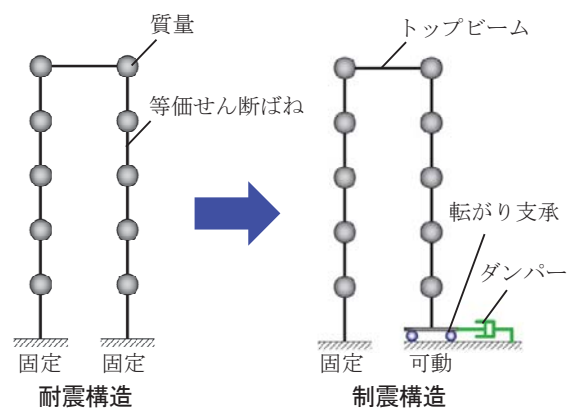 質量
等価せん断ばね
固定
固定
耐震構造
トップビーム
転がり支承
ダンパー
固定
可動
制震構造